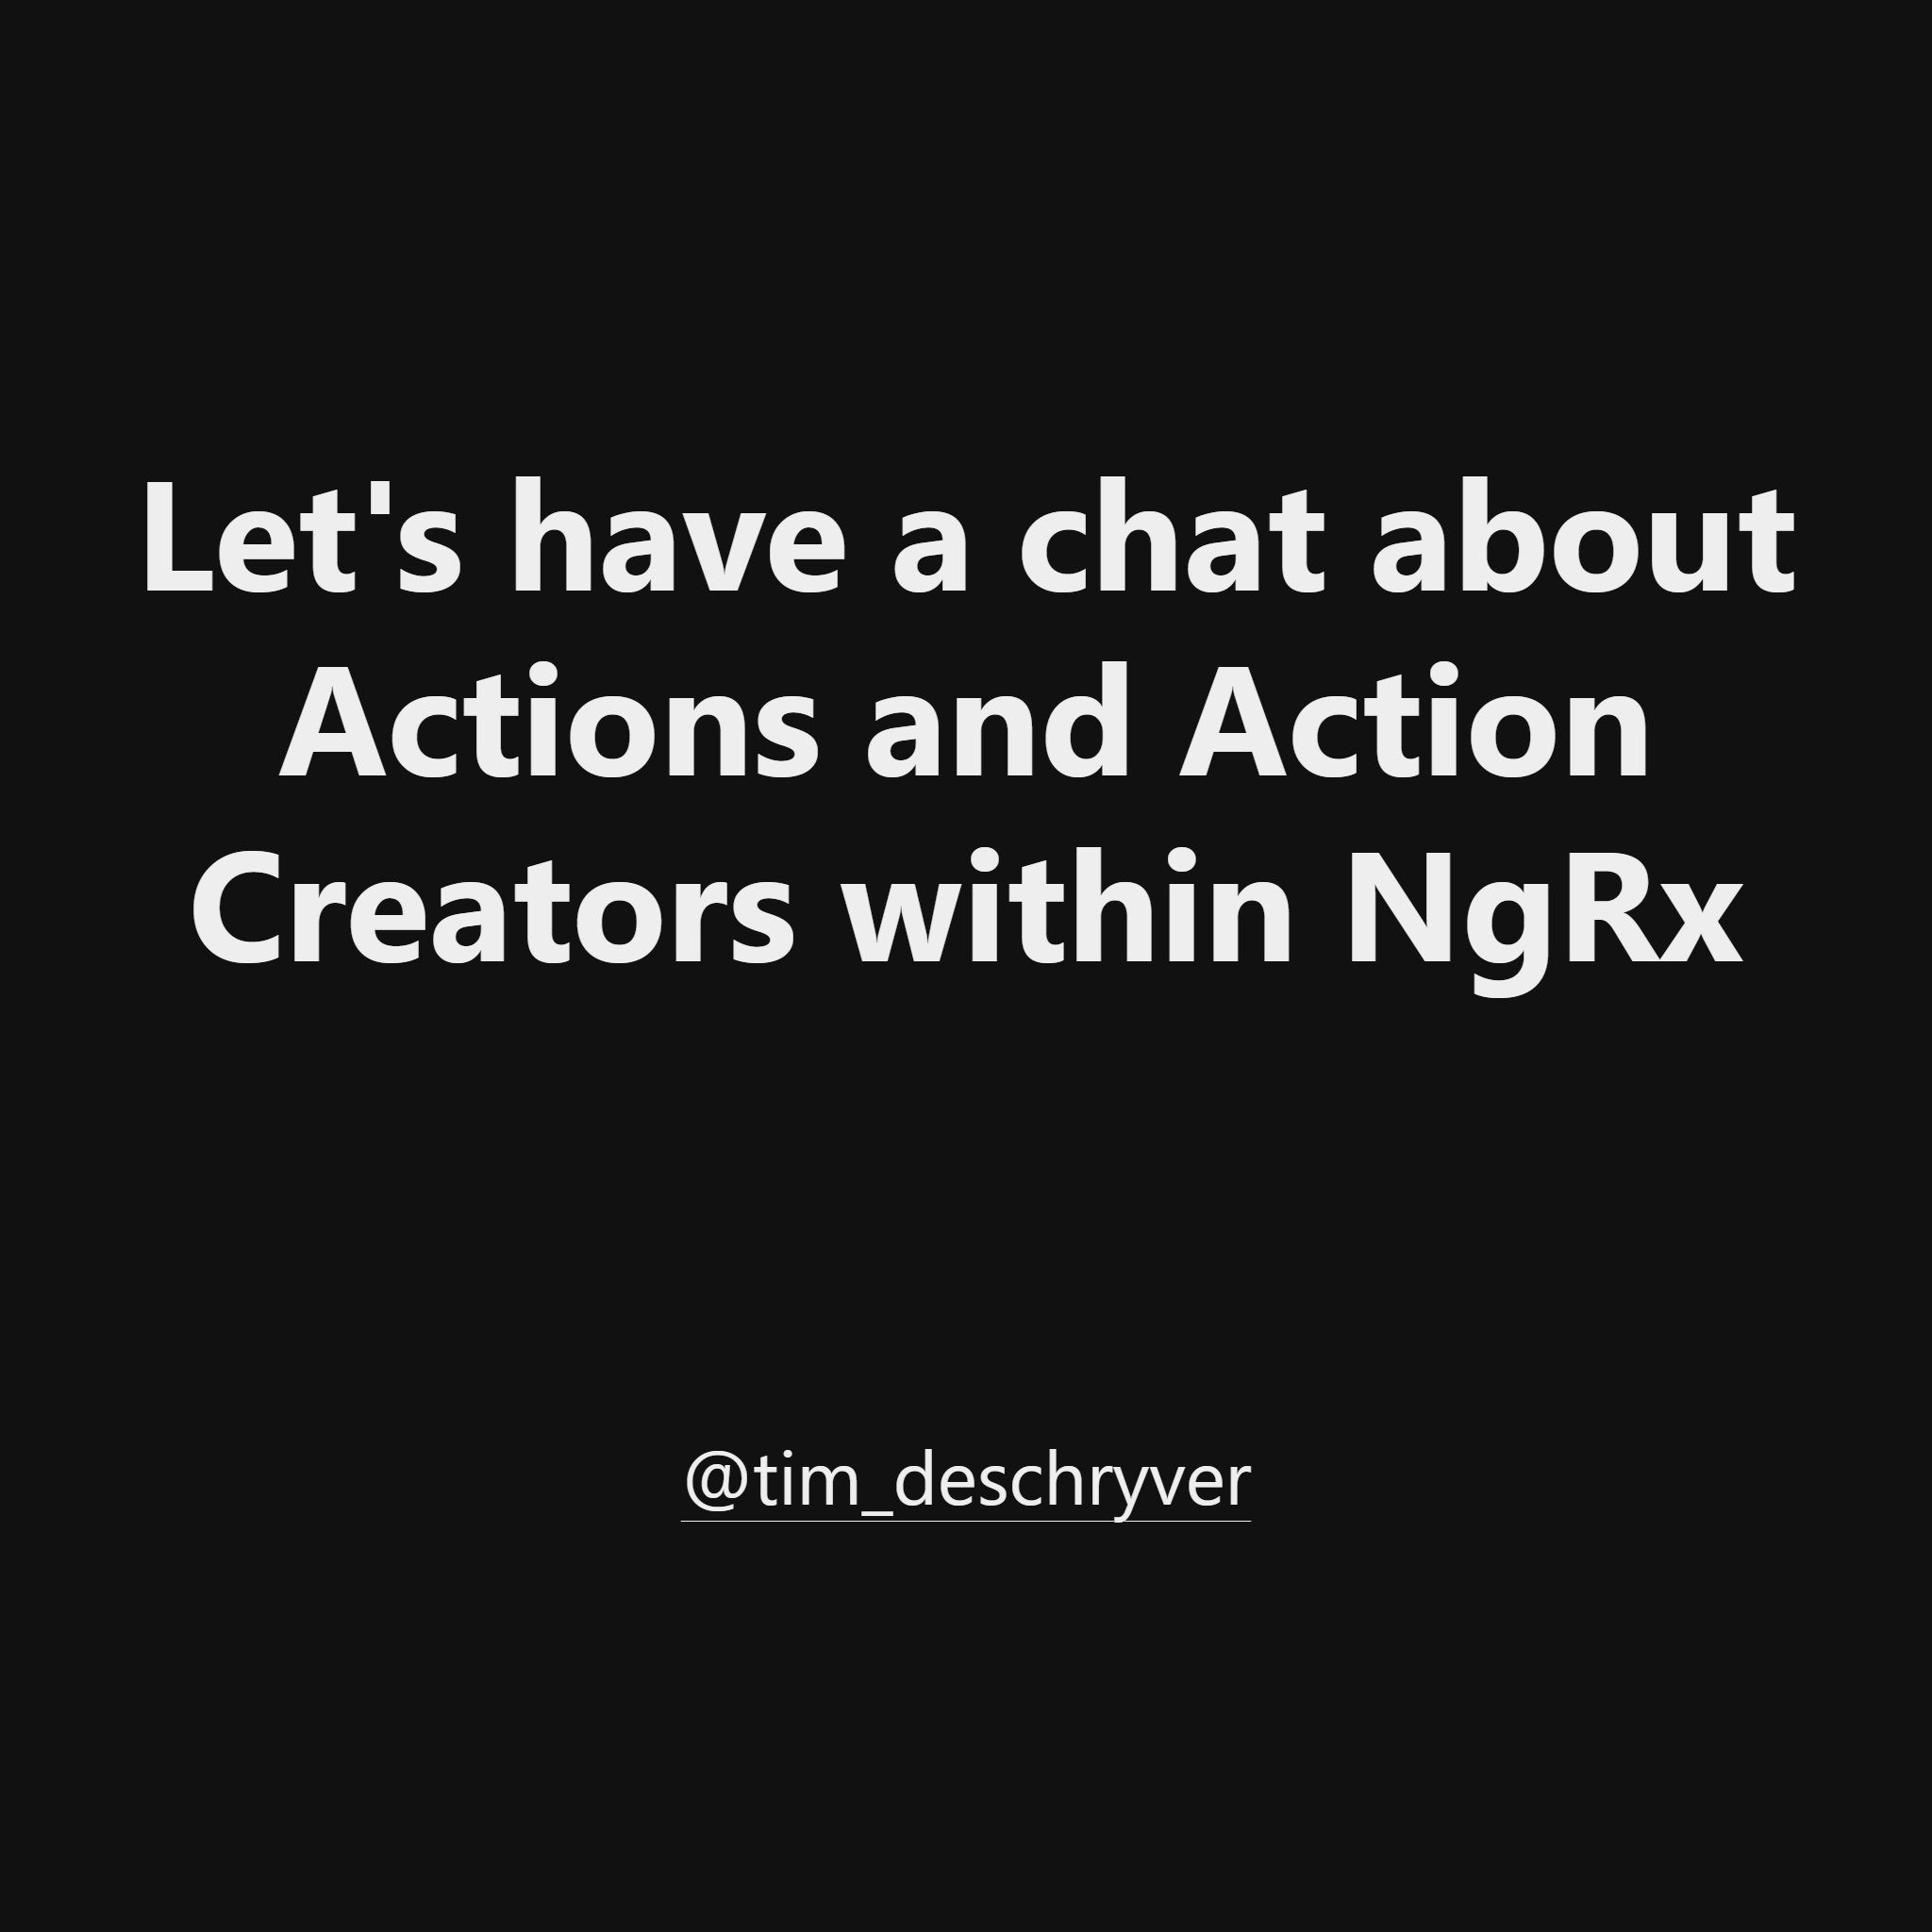 Let's have a chat about
Actions and Action
Creators within NgRx
@tim_deschryver